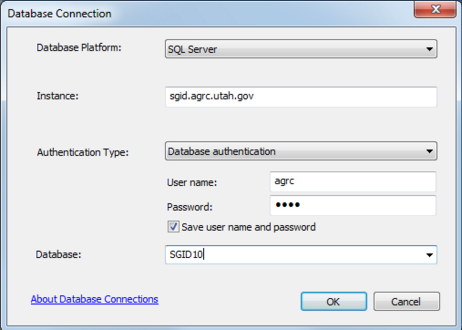 Database Connection
Database Platform: SQL Server
Instance: sgid.agrc.utah.gov
Authentication Type: Database authentication
User name: agrc
Password: ●●●●
Save user name and password
Database: SGID10
About Database Connections
OK Cancel